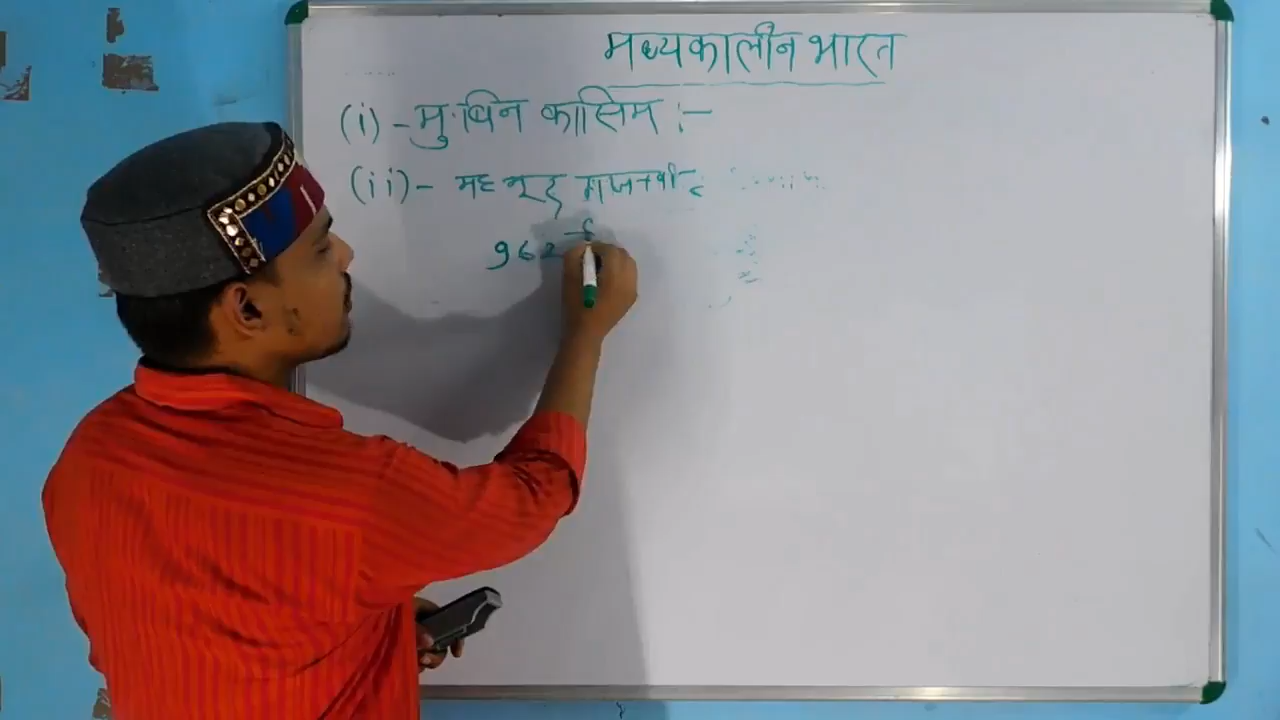 मध्यकालीन भारत
(i) - मु. बिन कासिम :-
(ii) - महमूद गजनवी :-
962 ई